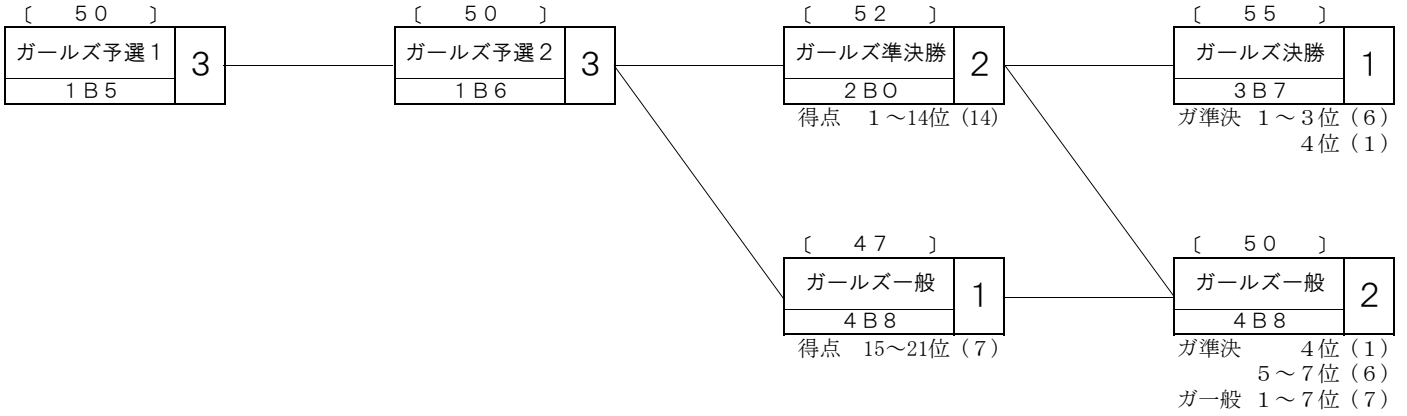 〔　５０　〕
ガールズ予選１
１Ｂ５
３
〔　５０　〕
ガールズ予選２
１Ｂ６
３
〔　５２　〕
ガールズ準決勝
２Ｂ０
２
得点　１～14位（14）
〔　５５　〕
ガールズ決勝
３Ｂ７
１
ガ準決　１～３位（６）
４位（１）
〔　４７　〕
ガールズ一般
４Ｂ８
１
得点　15～21位（７）
〔　５０　〕
ガールズ一般
４Ｂ８
２
ガ準決　４位（１）
５～７位（６）
ガ一般　１～７位（７）